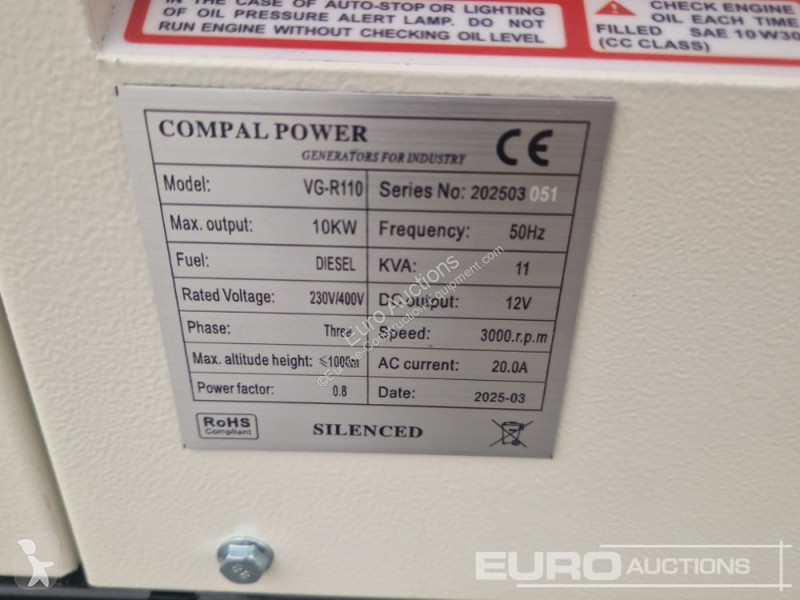 IN THE CASE OF AUTO-STOP OR LIGHTING
OF OIL PRESSURE ALERT LAMP. DO NOT
RUN ENGINE WITHOUT CHECKING OIL LEVEL
CHECK ENGINE
OIL EACH TIME
FILLED SAE 10W30
(CC CLASS)
COMPAL POWER
GENERATORS FOR INDUSTRY
CE
Model: VG-R110 Series No: 202503 051
Max. output: 10KW Frequency: 50Hz
Fuel: DIESEL KVA: 11
Rated Voltage: 230V/400V DC output: 12V
Phase: Three Speed: 3000.r.p.m
Max. altitude height: ≤1000m AC current: 20.0A
Power factor: 0.8 Date: 2025-03
RoHS
Compliant
SILENCED
Euro Auctions
EURO AUCTIONS